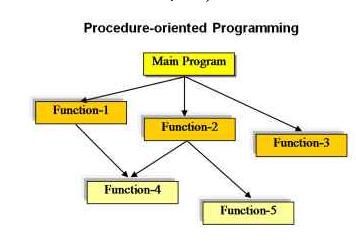 Procedure-oriented Programming
Main Program
Function-1
Function-2
Function-3
Function-4
Function-5